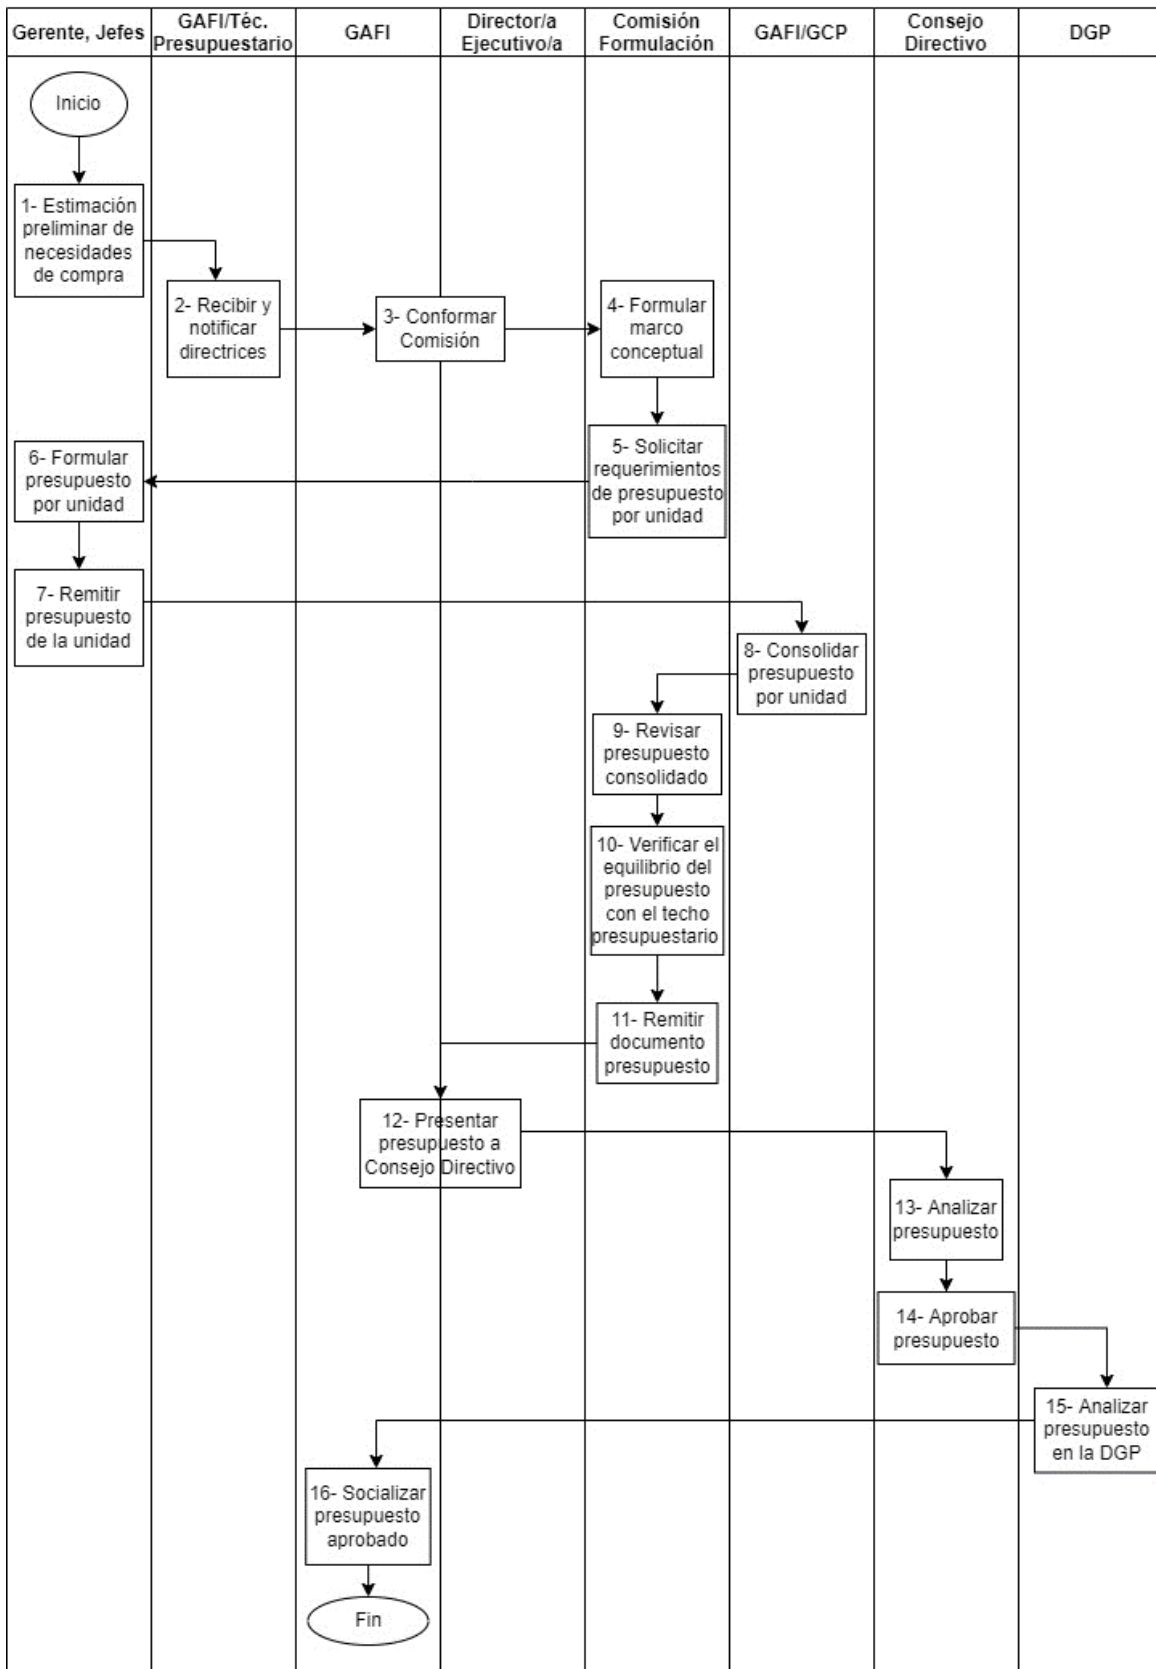 Gerente, Jefes
GAFI/Téc.
Presupuestario
GAFI
Director/a
Ejecutivo/a
Comisión
Formulación
GAFI/GCP
Consejo
Directivo
DGP
Inicio
1- Estimación
preliminar de
necesidades
de compra
2- Recibir y
notificar
directrices
3- Conformar
Comisión
4- Formular
marco
conceptual
5- Solicitar
requerimientos
de presupuesto
por unidad
6- Formular
presupuesto
por unidad
7- Remitir
presupuesto
de la unidad
8- Consolidar
presupuesto
por unidad
9- Revisar
presupuesto
consolidado
10- Verificar el
equilibrio del
presupuesto
con el techo
presupuestario
11- Remitir
documento
presupuesto
12- Presentar
presupuesto a
Consejo Directivo
13- Analizar
presupuesto
14- Aprobar
presupuesto
15- Analizar
presupuesto
en la DGP
16- Socializar
presupuesto
aprobado
Fin